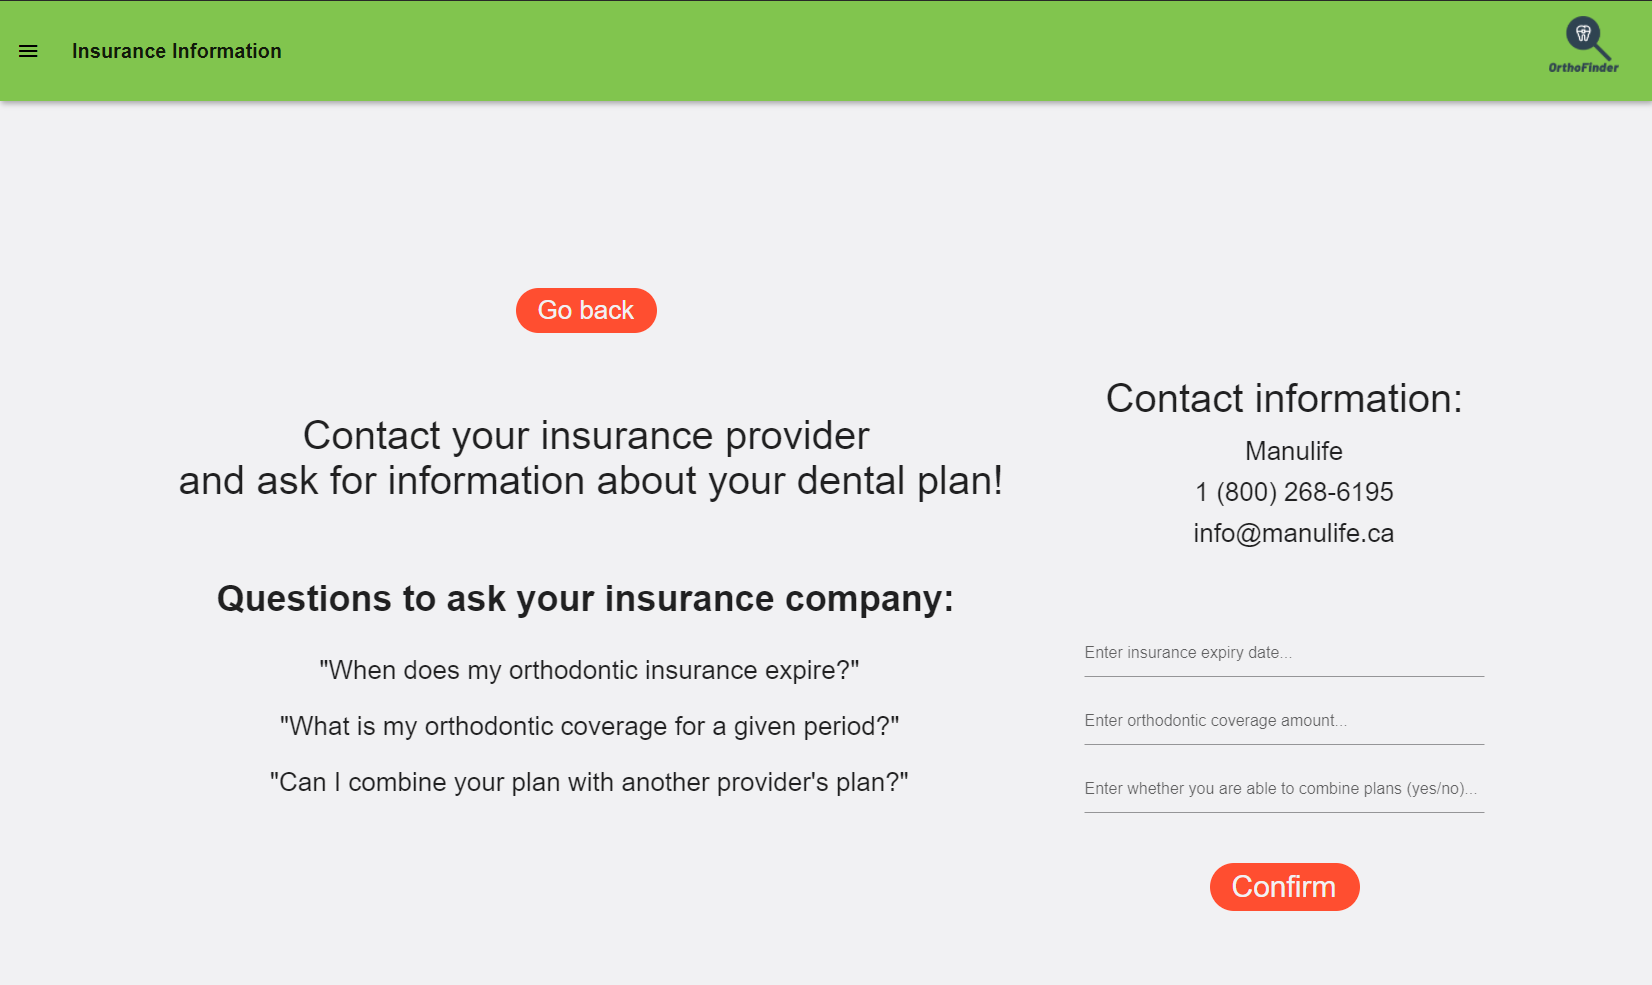 Insurance Information
OrthoFinder
Go back
Contact your insurance provider
and ask for information about your dental plan!
Questions to ask your insurance company:
"When does my orthodontic insurance expire?"
"What is my orthodontic coverage for a given period?"
"Can I combine your plan with another provider's plan?"
Contact information:
Manulife
1 (800) 268-6195
info@manulife.ca
Enter insurance expiry date...
Enter orthodontic coverage amount...
Enter whether you are able to combine plans (yes/no)...
Confirm